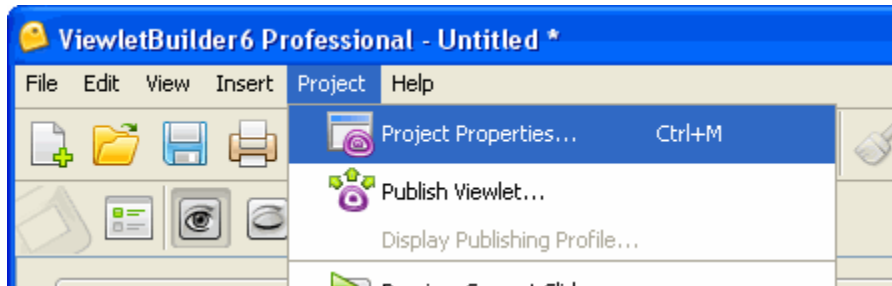 ViewletBuilder6 Professional - Untitled *
File Edit View Insert Project Help
Project Properties... Ctrl+M
Publish Viewlet...
Display Publishing Profile...